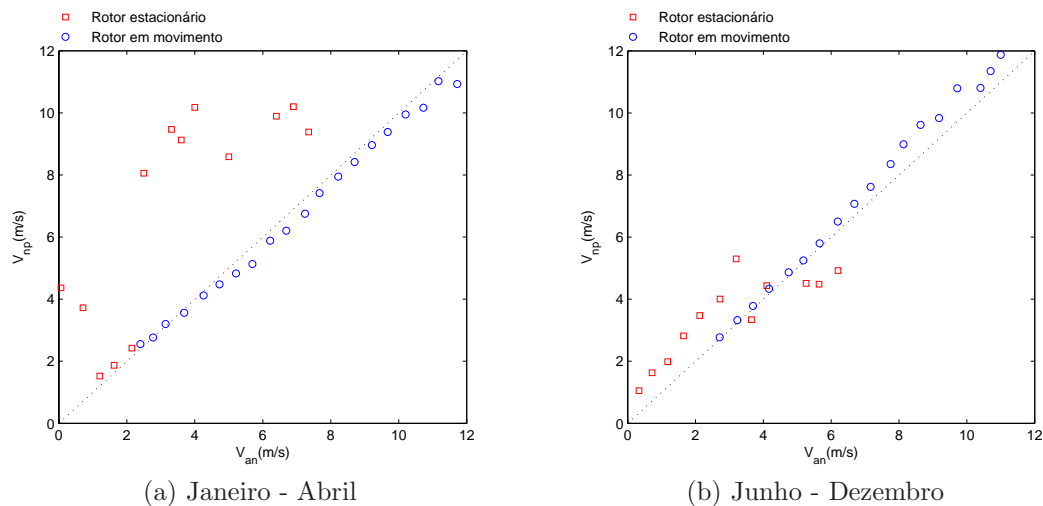 Rotor estacionário
Rotor em movimento
12
10
8
6
4
2
0
V_np(m/s)
0 2 4 6 8 10 12
V_an(m/s)
(a) Janeiro - Abril
Rotor estacionário
Rotor em movimento
12
10
8
6
4
2
0
V_np(m/s)
0 2 4 6 8 10 12
V_an(m/s)
(b) Junho - Dezembro